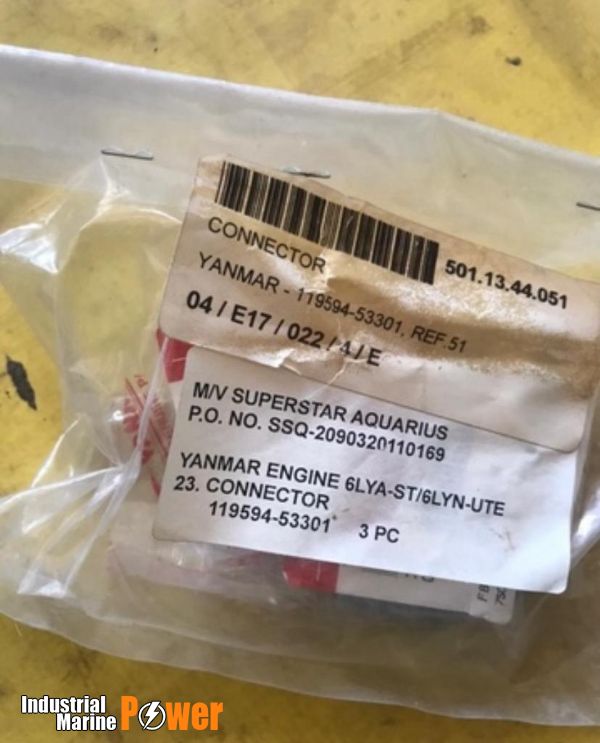 CONNECTOR
501.13.44.051
YANMAR - 119594-53301, REF.51
04 / E17 / 022 / 4 / E
M/V SUPERSTAR AQUARIUS
P.O. NO. SSQ-2090320110169
YANMAR ENGINE 6LYA-ST/6LYN-UTE
23. CONNECTOR
119594-53301 3 PC
Industrial
Marine Power